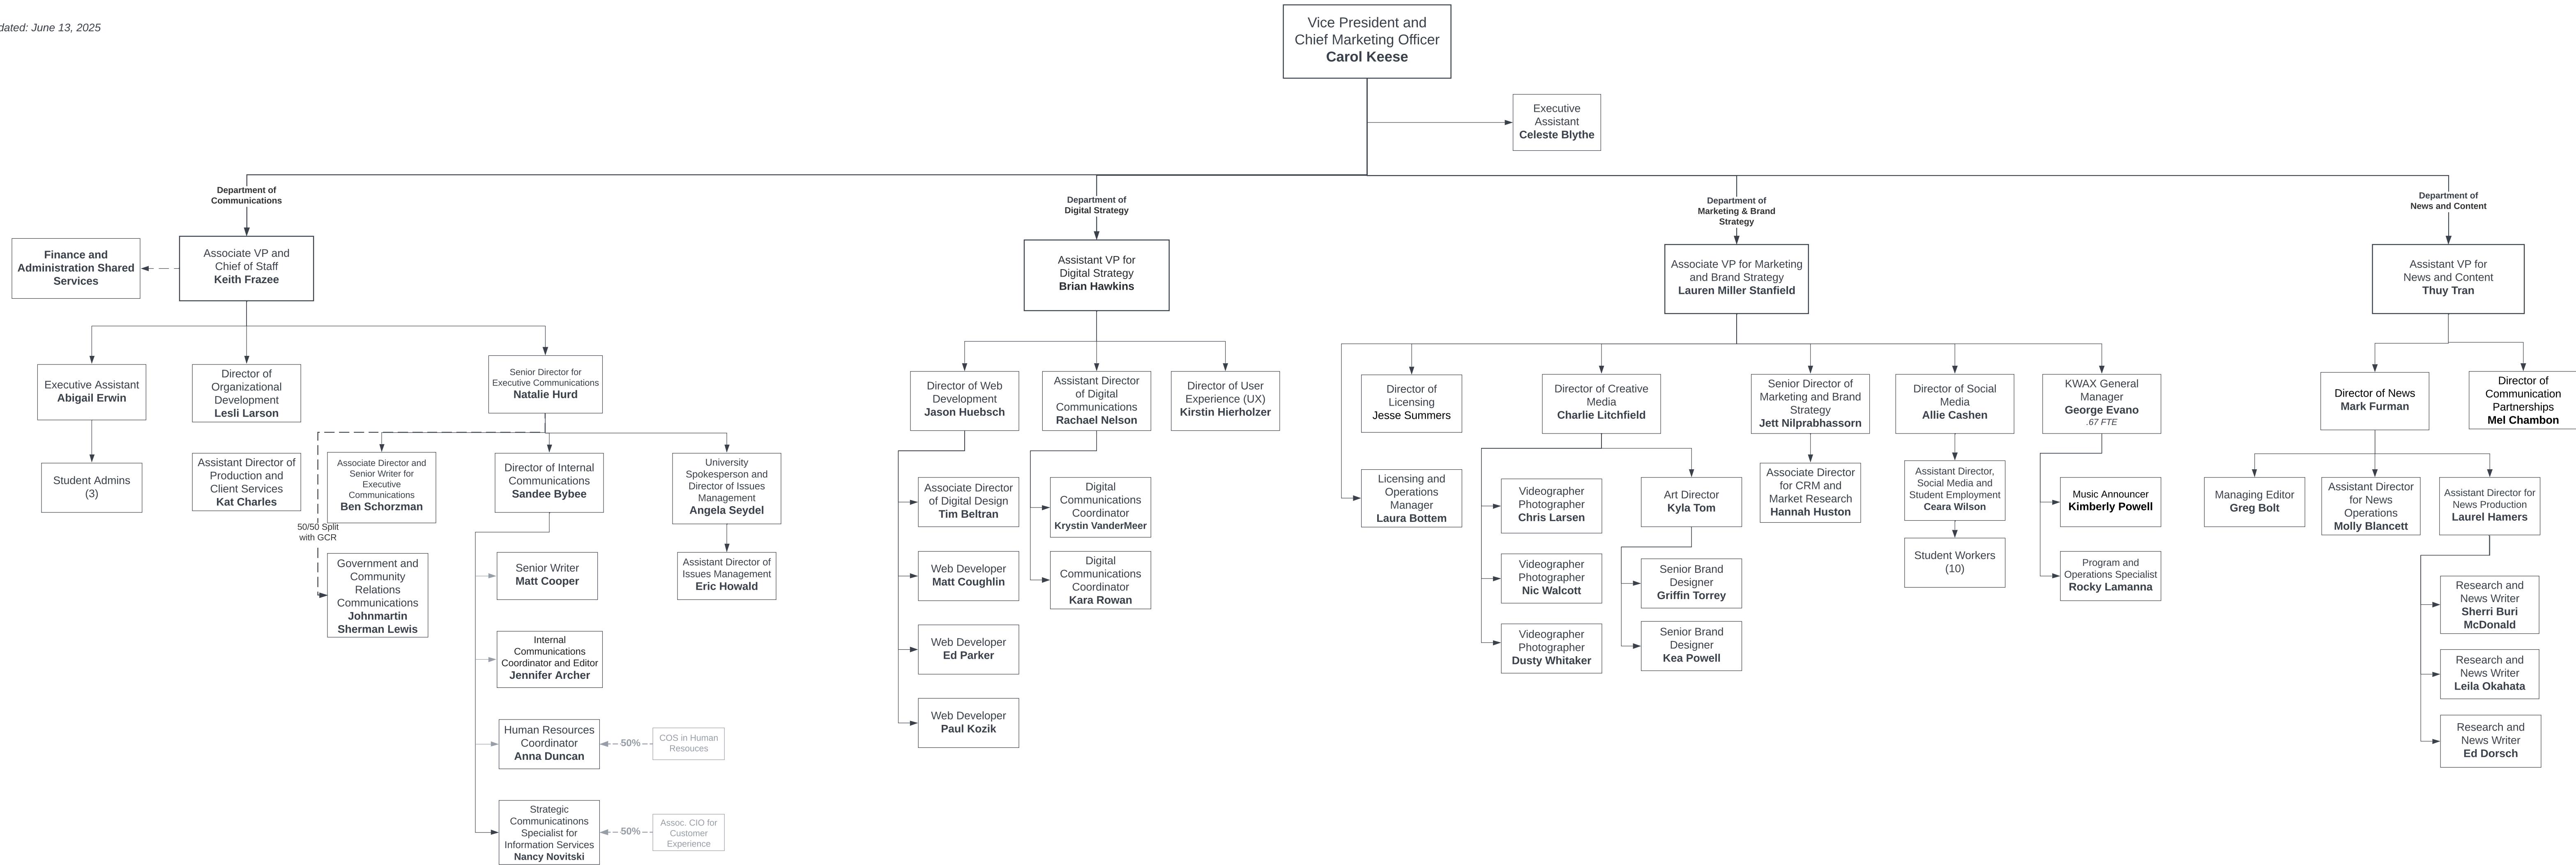 dated: June 13, 2025
Vice President and
Chief Marketing Officer
Carol Keese
Executive
Assistant
Celeste Blythe
Department of
Communications
Finance and
Administration Shared
Services
Associate VP and
Chief of Staff
Keith Frazee
Executive Assistant
Abigail Erwin
Student Admins
(3)
Director of
Organizational
Development
Lesli Larson
Assistant Director of
Production and
Client Services
Kat Charles
Senior Director for
Executive Communications
Natalie Hurd
Associate Director and
Senior Writer for
Executive
Communications
Ben Schorzman
50/50 Split
with GCR
Government and
Community
Relations
Communications
Johnmartin
Sherman Lewis
Director of Internal
Communications
Sandee Bybee
Senior Writer
Matt Cooper
Internal
Communications
Coordinator and Editor
Jennifer Archer
Human Resources
Coordinator
Anna Duncan
50%
COS in Human
Resouces
Strategic
Communicatinons
Specialist for
Information Services
Nancy Novitski
50%
Assoc. CIO for
Customer
Experience
University
Spokesperson and
Director of Issues
Management
Angela Seydel
Assistant Director of
Issues Management
Eric Howald
Department of
Digital Strategy
Assistant VP for
Digital Strategy
Brian Hawkins
Director of Web
Development
Jason Huebsch
Associate Director
of Digital Design
Tim Beltran
Web Developer
Matt Coughlin
Web Developer
Ed Parker
Web Developer
Paul Kozik
Assistant Director
of Digital
Communications
Rachael Nelson
Digital
Communications
Coordinator
Krystin VanderMeer
Digital
Communications
Coordinator
Kara Rowan
Director of User
Experience (UX)
Kirstin Hierholzer
Department of
Marketing & Brand
Strategy
Associate VP for Marketing
and Brand Strategy
Lauren Miller Stanfield
Director of
Licensing
Jesse Summers
Licensing and
Operations
Manager
Laura Bottem
Director of Creative
Media
Charlie Litchfield
Videographer
Photographer
Chris Larsen
Videographer
Photographer
Nic Walcott
Videographer
Photographer
Dusty Whitaker
Art Director
Kyla Tom
Senior Brand
Designer
Griffin Torrey
Senior Brand
Designer
Kea Powell
Senior Director of
Marketing and Brand
Strategy
Jett Nilprabhassorn
Associate Director
for CRM and
Market Research
Hannah Huston
Director of Social
Media
Allie Cashen
Assistant Director,
Social Media and
Student Employment
Ceara Wilson
Student Workers
(10)
KWAX General
Manager
George Evano
.67 FTE
Music Announcer
Kimberly Powell
Program and
Operations Specialist
Rocky Lamanna
Department of
News and Content
Assistant VP for
News and Content
Thuy Tran
Director of News
Mark Furman
Director of
Communication
Partnerships
Mel Chambon
Managing Editor
Greg Bolt
Assistant Director
for News
Operations
Molly Blancett
Assistant Director for
News Production
Laurel Hamers
Research and
News Writer
Sherri Buri
McDonald
Research and
News Writer
Leila Okahata
Research and
News Writer
Ed Dorsch